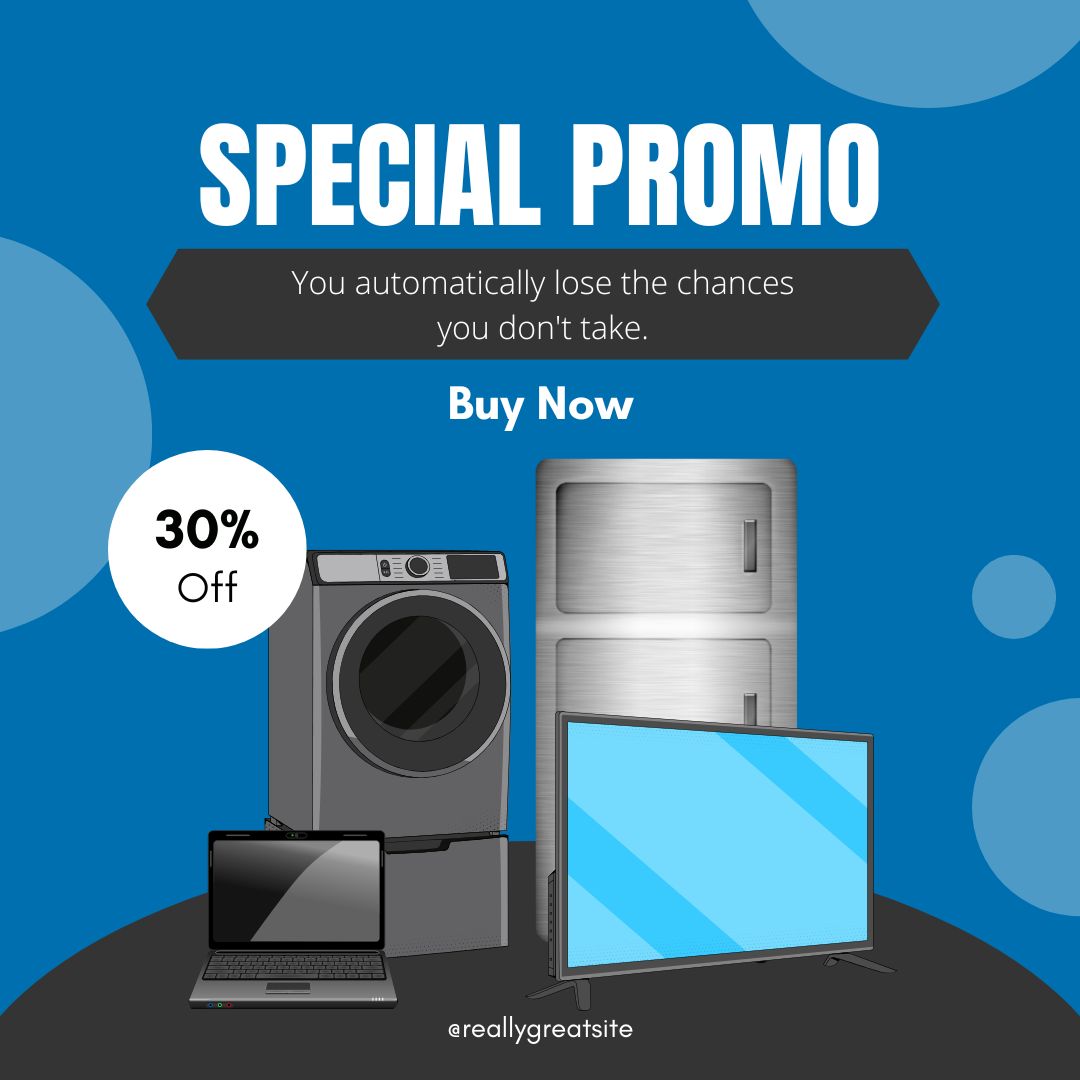 SPECIAL PROMO
You automatically lose the chances
you don't take.
Buy Now
30%
Off
@reallygreatsite